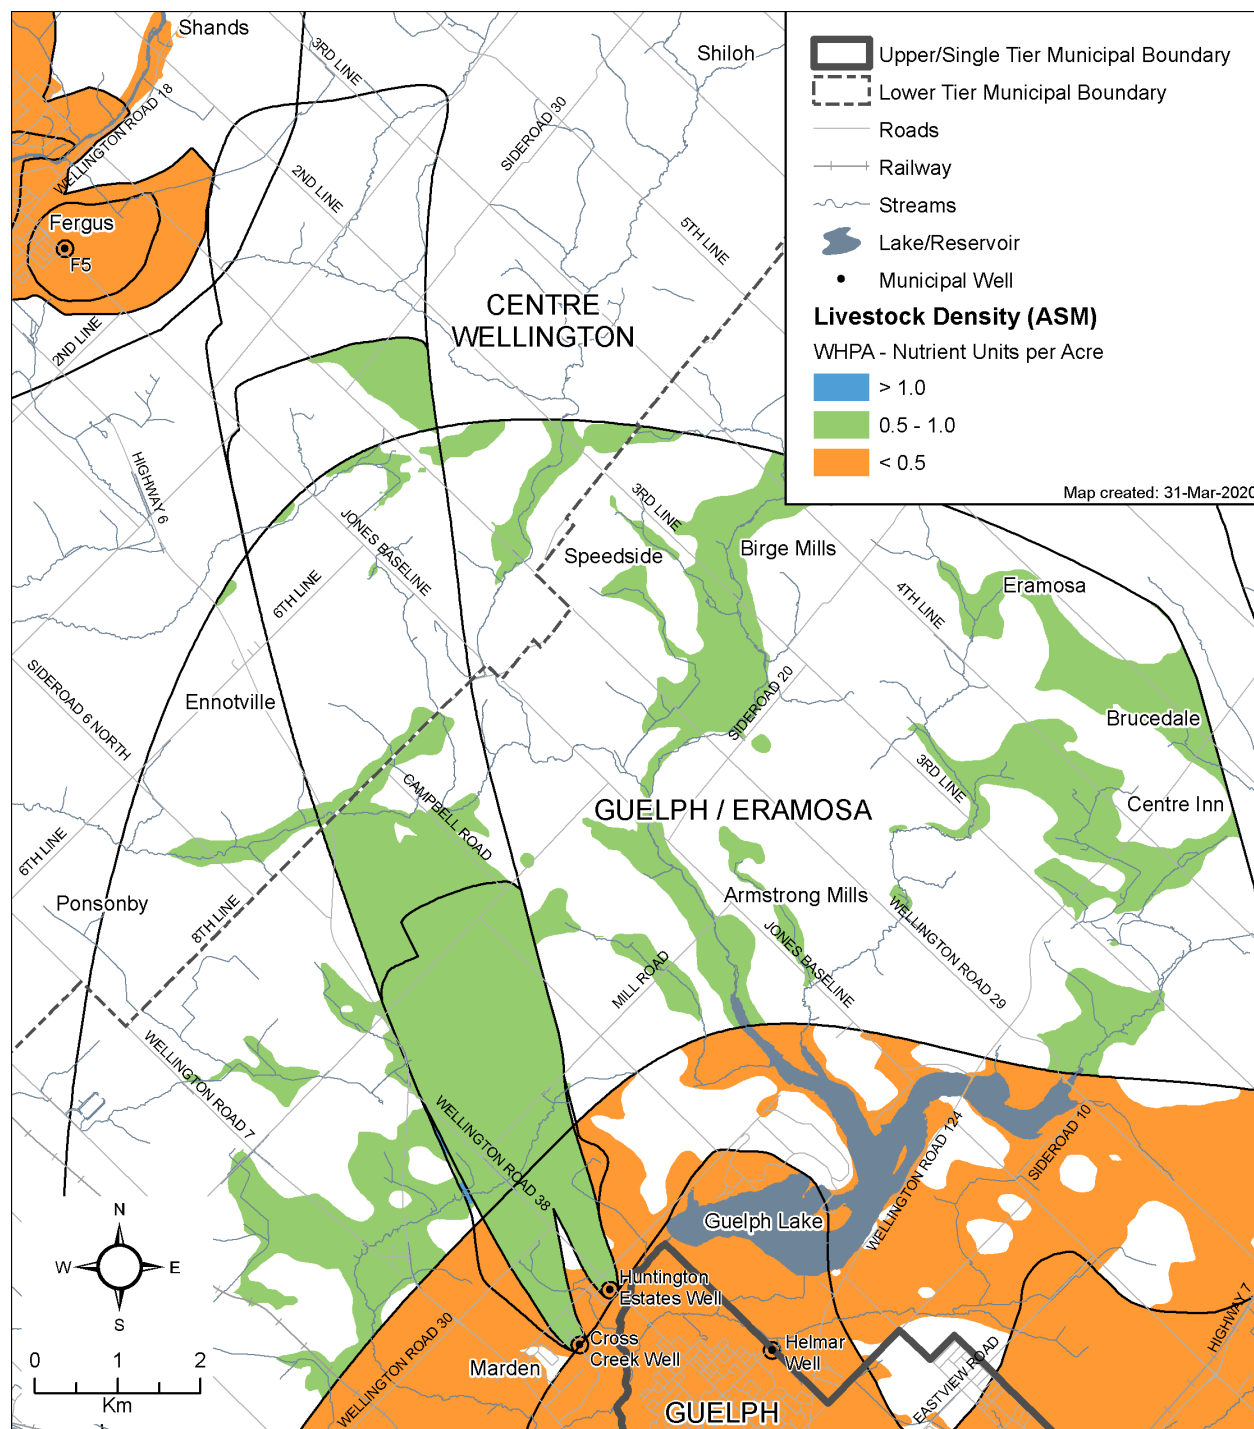 Shands
Shiloh
3RD LINE
WELLINGTON ROAD 18
SIDEROAD 30
2ND LINE
5TH LINE
Fergus
F5
2ND LINE
CENTRE
WELLINGTON
Upper/Single Tier Municipal Boundary
Lower Tier Municipal Boundary
Roads
Railway
Streams
Lake/Reservoir
Municipal Well
Livestock Density (ASM)
WHPA - Nutrient Units per Acre
> 1.0
0.5 - 1.0
< 0.5
Map created: 31-Mar-2020
HIGHWAY 6
JONES BASELINE
3RD LINE
Speedside
Birge Mills
Eramosa
4TH LINE
6TH LINE
SIDEROAD 6 NORTH
Ennotville
SIDEROAD 20
Brucedale
3RD LINE
Centre Inn
CAMPBELL ROAD
GUELPH / ERAMOSA
6TH LINE
Ponsonby
8TH LINE
Armstrong Mills
WELLINGTON ROAD 29
JONES BASELINE
MILL ROAD
WELLINGTON ROAD 7
WELLINGTON ROAD 38
WELLINGTON ROAD 124
SIDEROAD 10
Guelph Lake
N
W
E
S
Huntington
Estates Well
Cross
Creek Well
Helmar
Well
HIGHWAY 7
EASTVIEW ROAD
Marden
WELLINGTON ROAD 30
GUELPH
0
1
2
Km